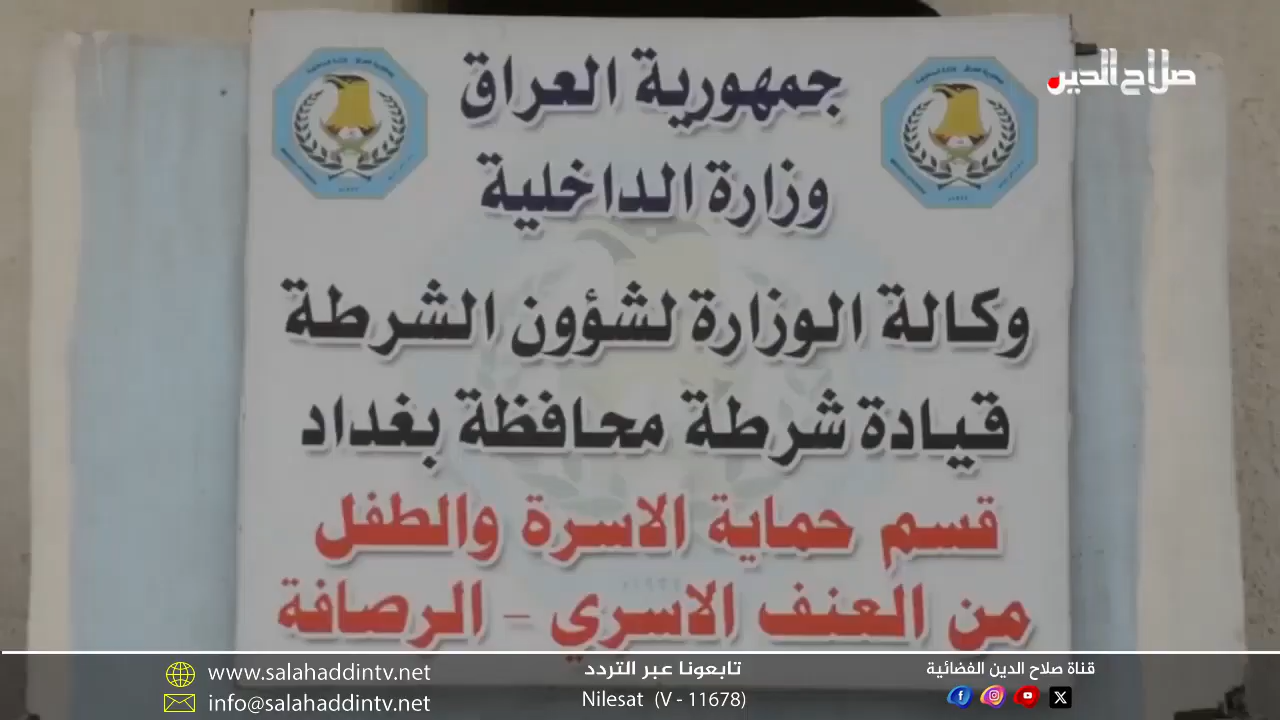 صلاح الدين
جمهورية العراق
وزارة الداخلية
وكالة الوزارة لشؤون الشرطة
قيادة شرطة محافظة بغداد
قسم حماية الاسرة والطفل
من العنف الاسري - الرصافة
قناة صلاح الدين الفضائية
تابعونا عبر التردد
Nilesat (V - 11678)
www.salahaddintv.net
info@salahaddintv.net